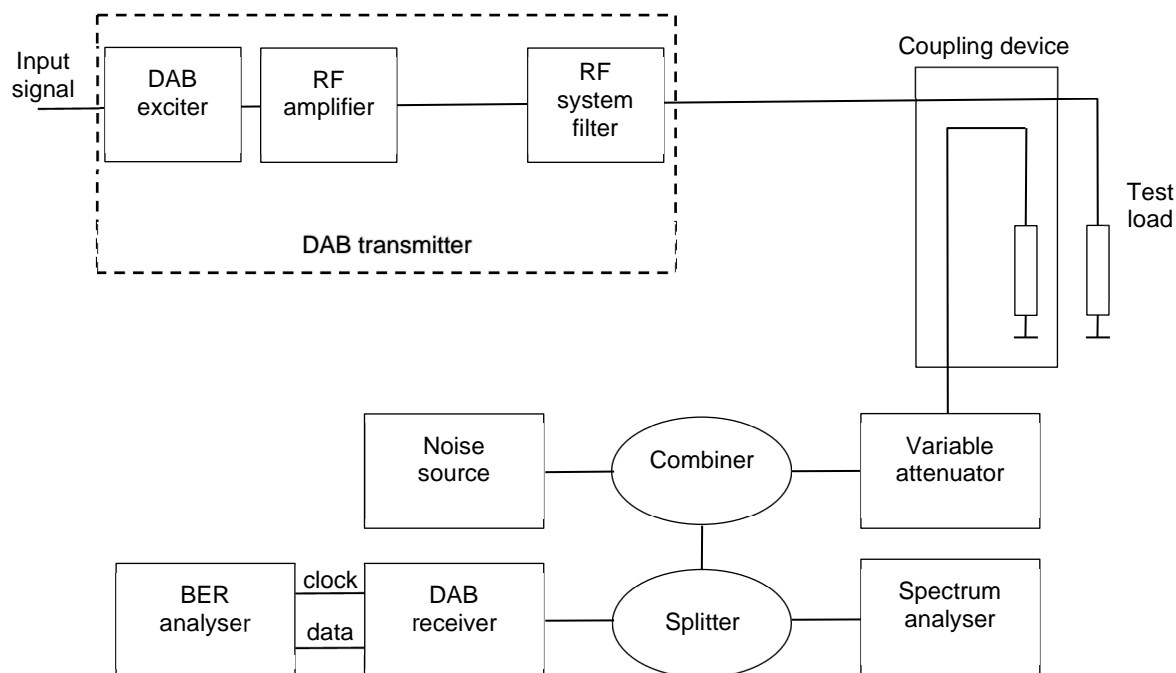 Input
signal
DAB
exciter
RF
amplifier
RF
system
filter
DAB transmitter
Coupling device
Test
load
Noise
source
Combiner
Variable
attenuator
BER
analyser
clock
data
DAB
receiver
Splitter
Spectrum
analyser